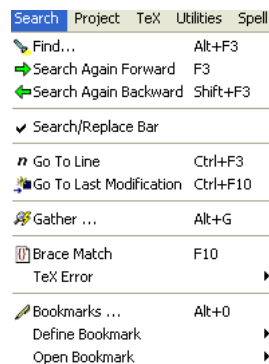 Search Project TeX Utilities Spell
Find... Alt+F3
Search Again Forward F3
Search Again Backward Shift+F3
Search/Replace Bar
n Go To Line Ctrl+F3
Go To Last Modification Ctrl+F10
Gather ... Alt+G
Brace Match F10
TeX Error
Bookmarks ... Alt+0
Define Bookmark
Open Bookmark